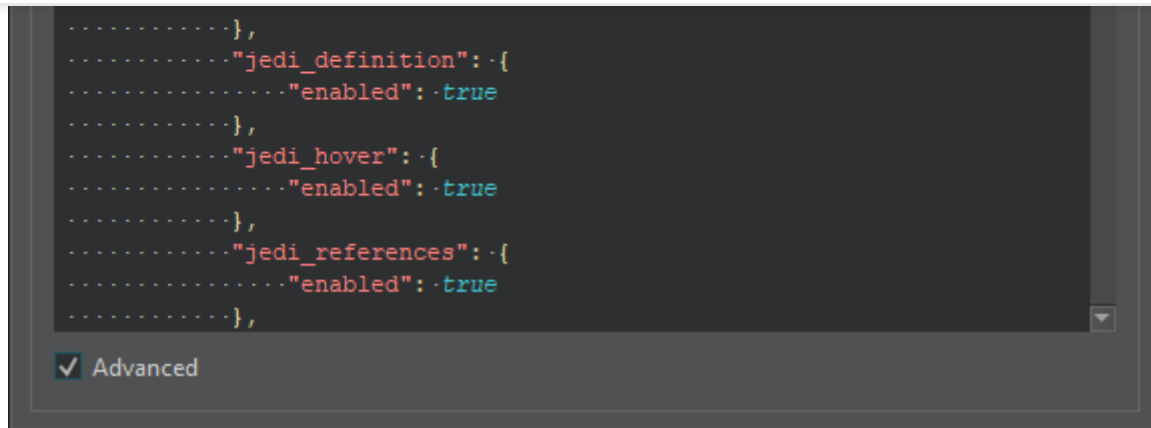 },
"jedi_definition": {
"enabled": true
},
"jedi_hover": {
"enabled": true
},
"jedi_references": {
"enabled": true
},
Advanced